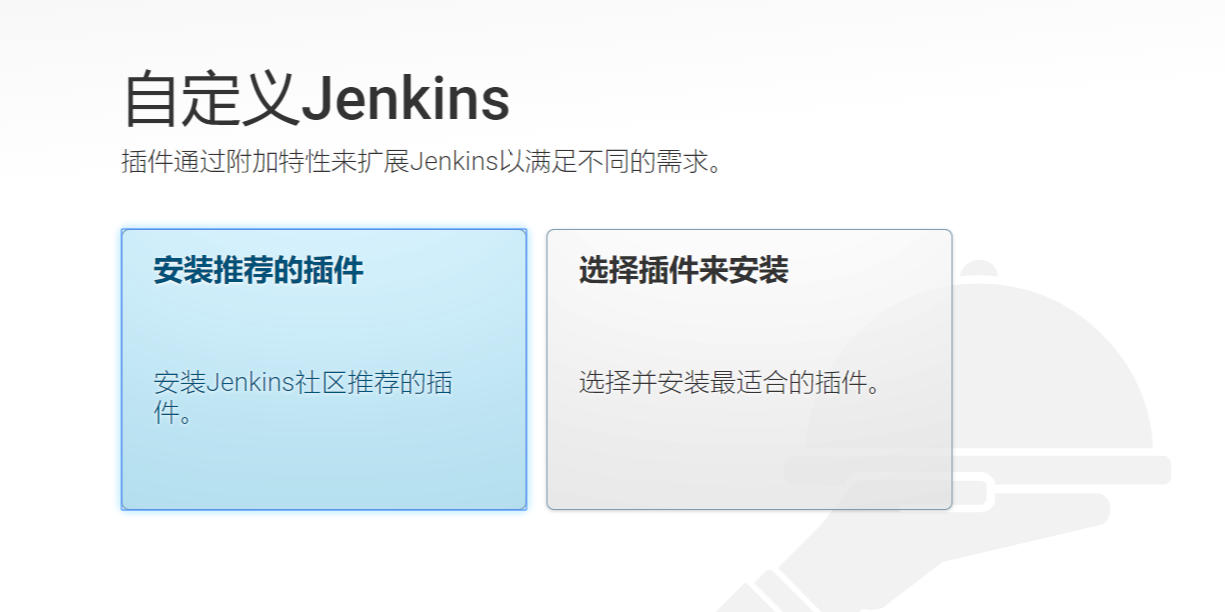 自定义Jenkins
插件通过附加特性来扩展Jenkins以满足不同的需求。
安装推荐的插件
安装Jenkins社区推荐的插
件。
选择插件来安装
选择并安装最适合的插件。